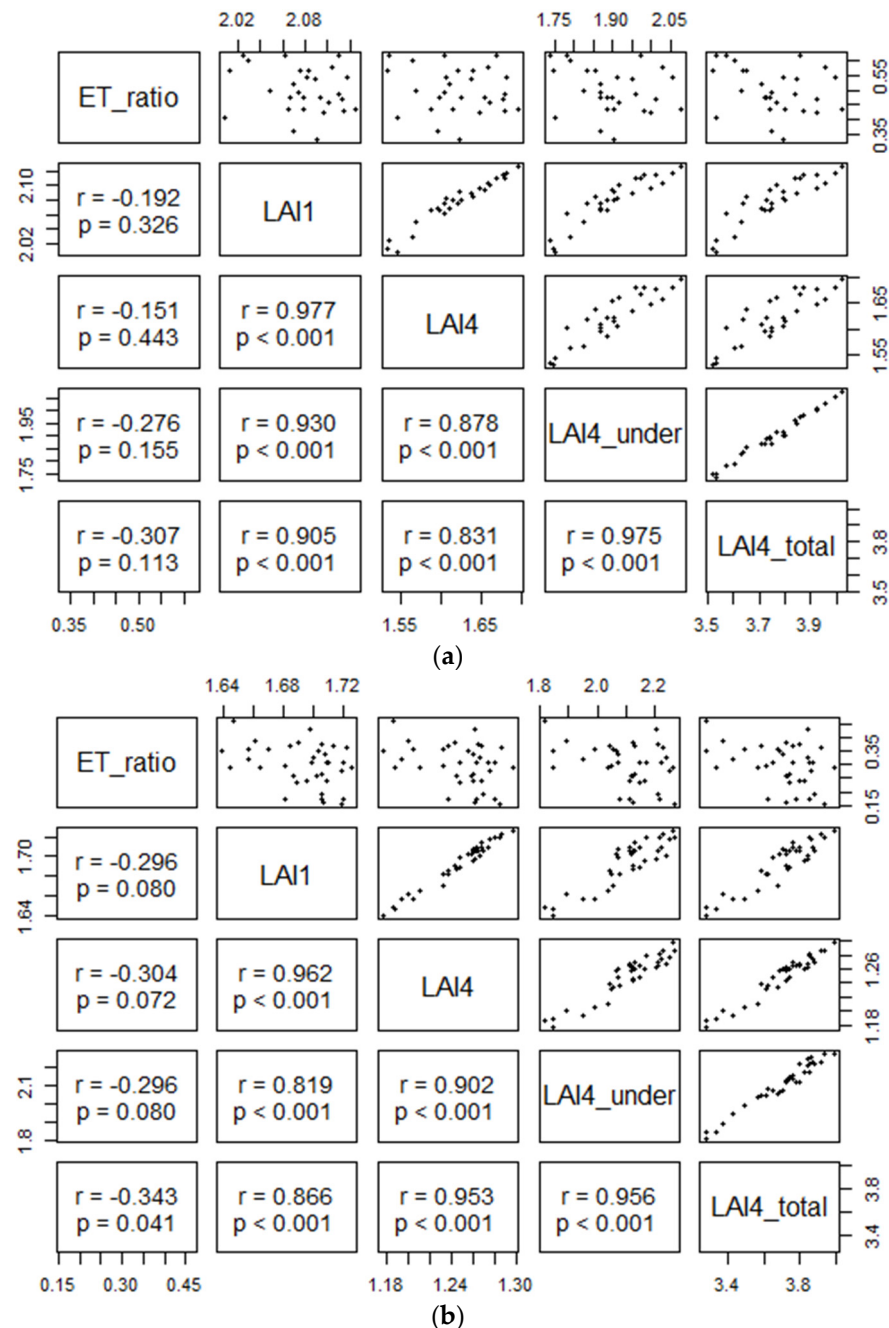 2.02 2.08 1.75 1.90 2.05
ET_ratio
0.35 0.55
r = -0.192
p = 0.326
LAI1
2.02 2.10
r = -0.151
p = 0.443
r = 0.977
p < 0.001
LAI4
1.55 1.65
r = -0.276
p = 0.155
r = 0.930
p < 0.001
r = 0.878
p < 0.001
LAI4_under
1.75 1.95
r = -0.307
p = 0.113
r = 0.905
p < 0.001
r = 0.831
p < 0.001
r = 0.975
p < 0.001
LAI4_total
3.5 3.8
0.35 0.50 1.55 1.65 3.5 3.7 3.9
(a)
1.64 1.68 1.72 1.8 2.0 2.2
ET_ratio
0.15 0.35
r = -0.296
p = 0.080
LAI1
1.64 1.70
r = -0.304
p = 0.072
r = 0.962
p < 0.001
LAI4
1.18 1.26
r = -0.296
p = 0.080
r = 0.819
p < 0.001
r = 0.902
p < 0.001
LAI4_under
1.8 2.1
r = -0.343
p = 0.041
r = 0.866
p < 0.001
r = 0.953
p < 0.001
r = 0.956
p < 0.001
LAI4_total
3.4 3.8
0.15 0.30 0.45 1.18 1.24 1.30 3.4 3.8
(b)